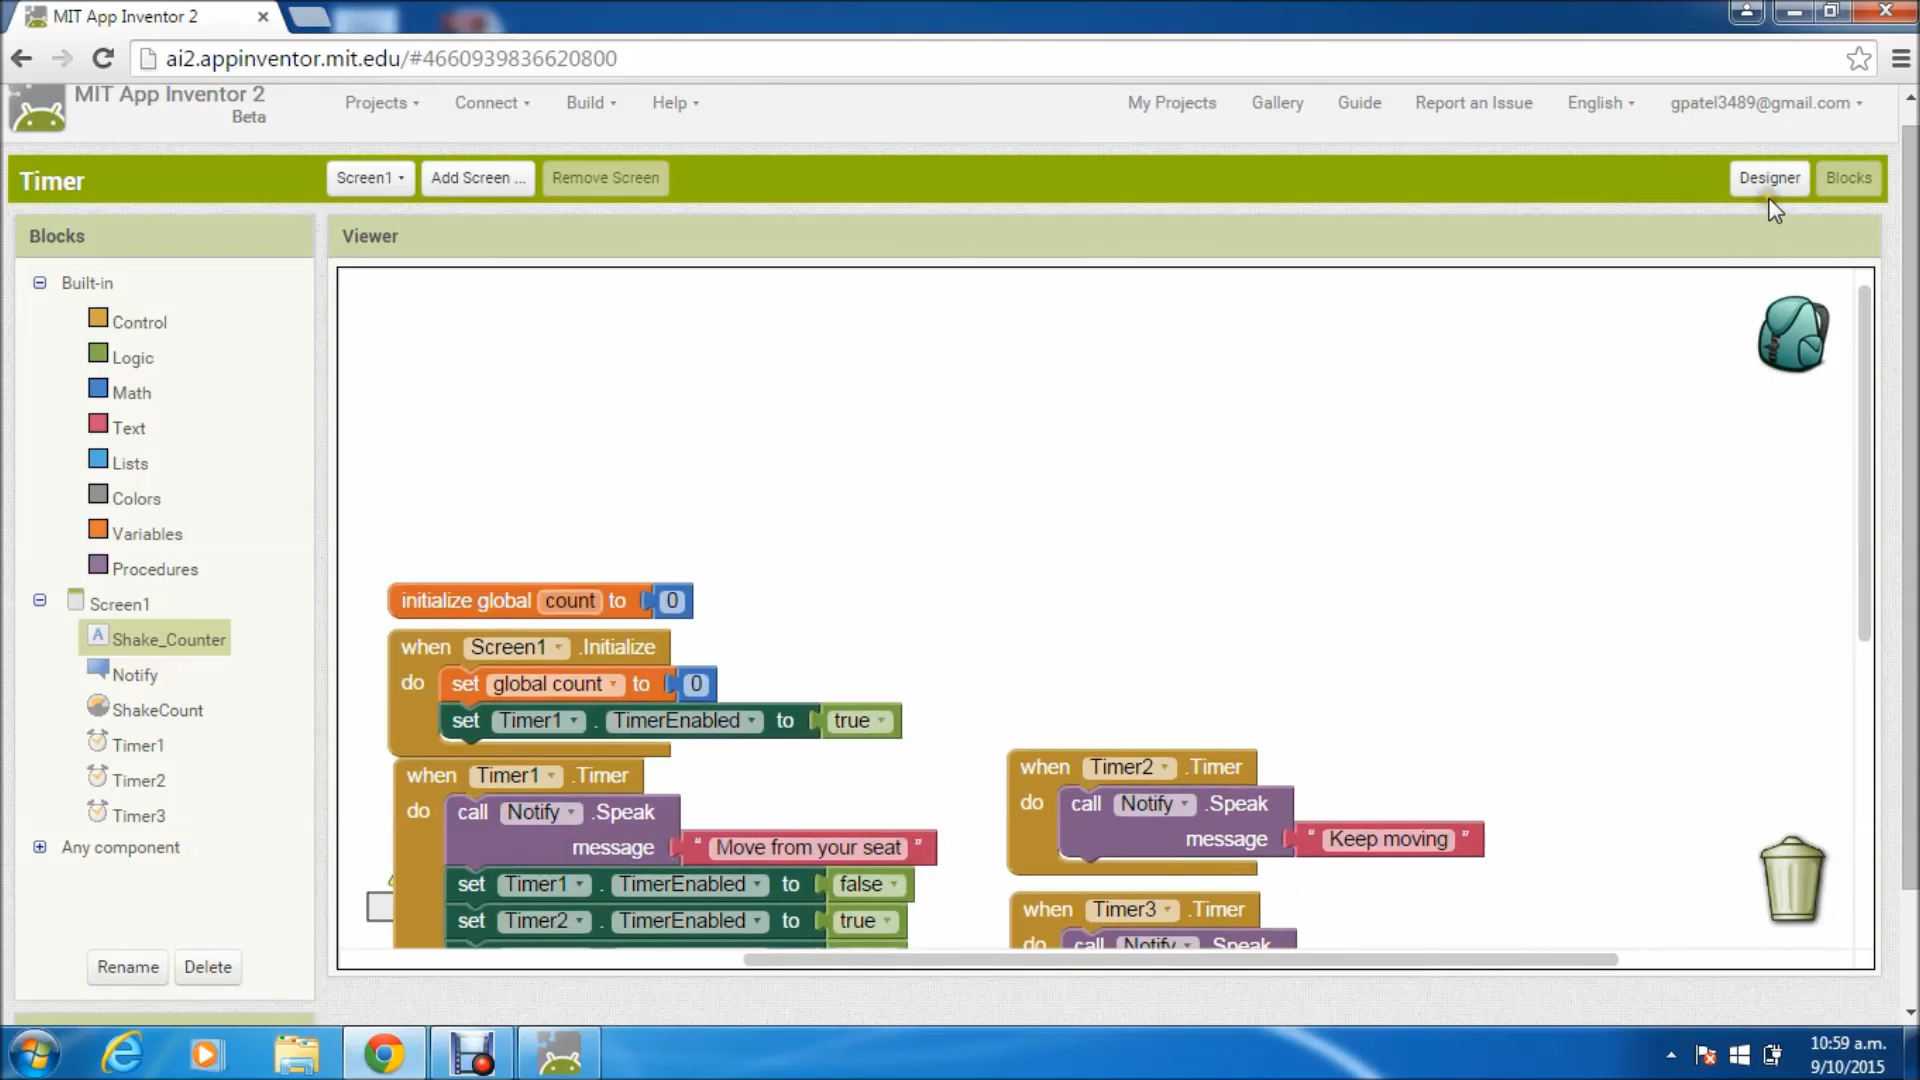 MIT App Inventor 2
ai2.appinventor.mit.edu/#4660939836620800
MIT App Inventor 2
Beta
Projects Connect Build Help My Projects Gallery Guide Report an Issue English gpatel3489@gmail.com
Timer Screen1 Add Screen ... Remove Screen Designer Blocks
Blocks
Viewer
Built-in
Control
Logic
Math
Text
Lists
Colors
Variables
Procedures
Screen1
Shake_Counter
Notify
ShakeCount
Timer1
Timer2
Timer3
Any component
Rename Delete
initialize global count to 0
when Screen1 .Initialize
do set global count to 0
set Timer1 . TimerEnabled to true
when Timer1 .Timer
do call Notify .Speak
message " Move from your seat "
set Timer1 . TimerEnabled to false
set Timer2 . TimerEnabled to true
when Timer2 .Timer
do call Notify .Speak
message " Keep moving "
when Timer3 .Timer
do call Notify .Speak
10:59 a.m.
9/10/2015